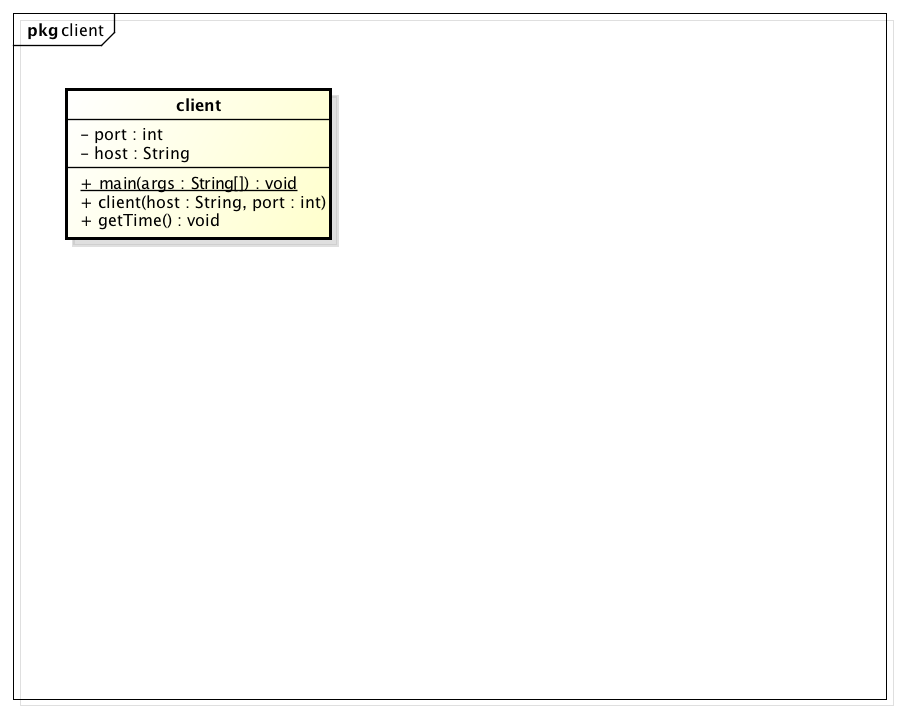 pkg client
client
– port : int
– host : String
+ main(args : String[]) : void
+ client(host : String, port : int)
+ getTime() : void